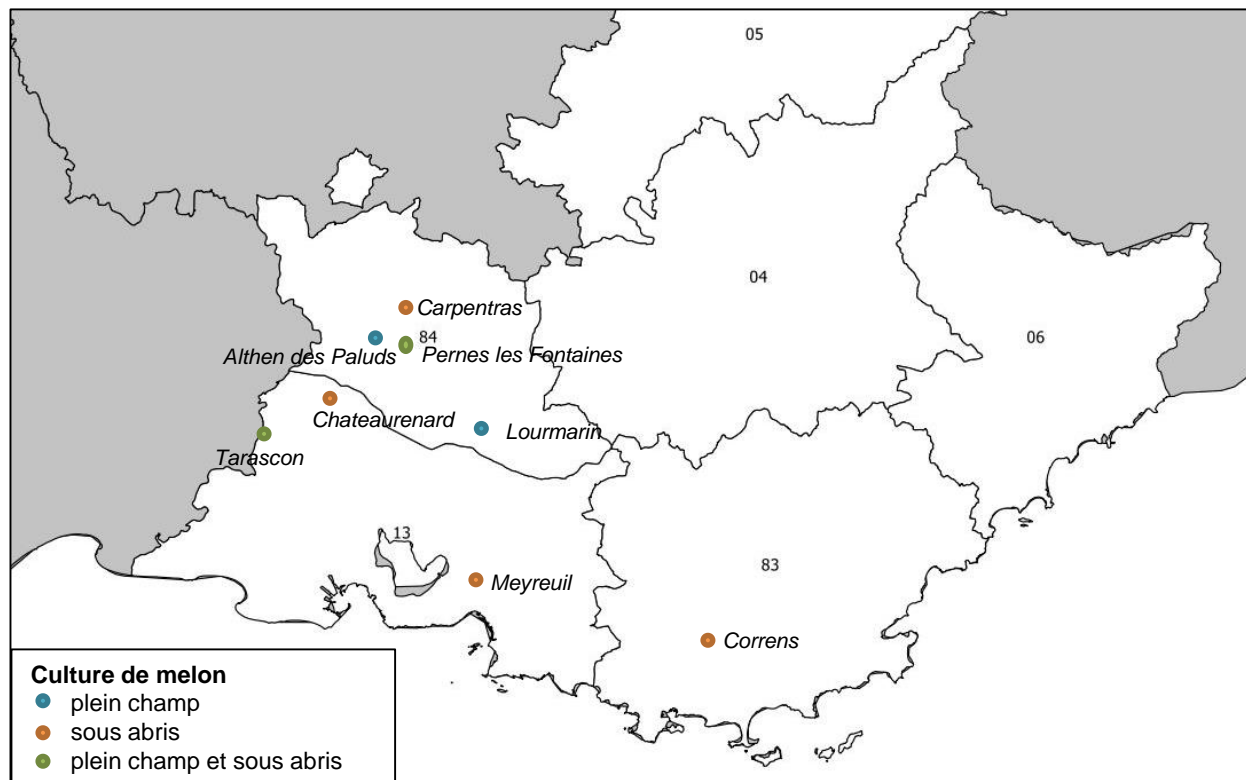 05
04
Carpentras
84
06
Althen des Paluds
Pernes les Fontaines
Chateaurenard
Lourmarin
Tarascon
13
83
Meyreuil
Correns
Culture de melon
plein champ
sous abris
plein champ et sous abris